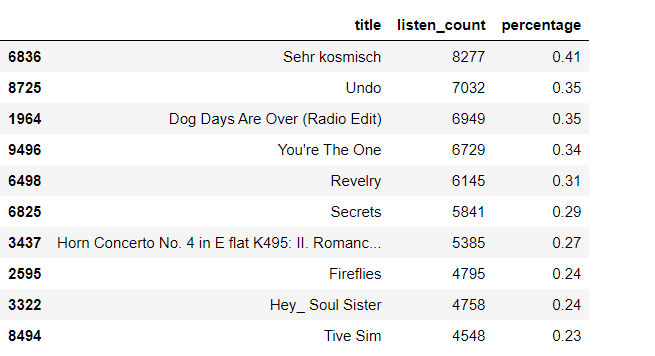 title listen_count percentage
6836 Sehr kosmisch 8277 0.41
8725 Undo 7032 0.35
1964 Dog Days Are Over (Radio Edit) 6949 0.35
9496 You're The One 6729 0.34
6498 Revelry 6145 0.31
6825 Secrets 5841 0.29
3437 Horn Concerto No. 4 in E flat K495: II. Romanc... 5385 0.27
2595 Fireflies 4795 0.24
3322 Hey_ Soul Sister 4758 0.24
8494 Tive Sim 4548 0.23